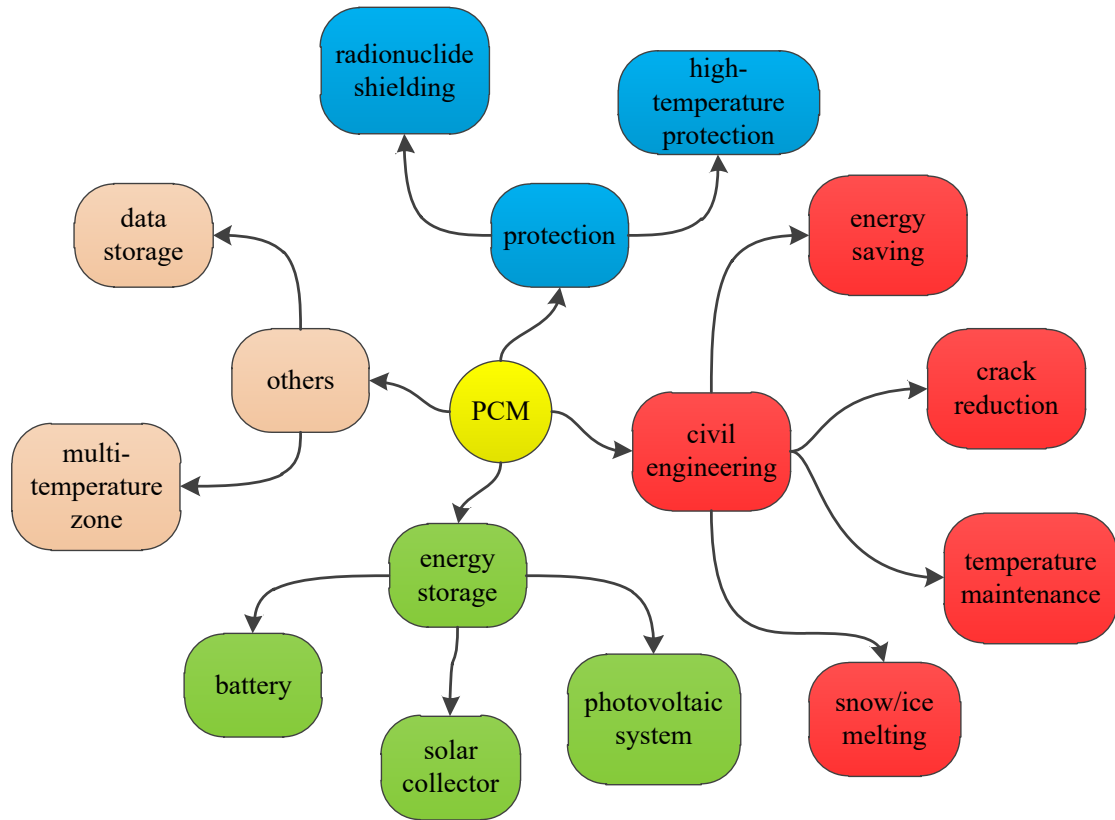 radionuclide
shielding
high-
temperature
protection
protection
data
storage
energy
saving
others
PCM
crack
reduction
civil
engineering
multi-
temperature
zone
energy
storage
temperature
maintenance
battery
photovoltaic
system
snow/ice
melting
solar
collector